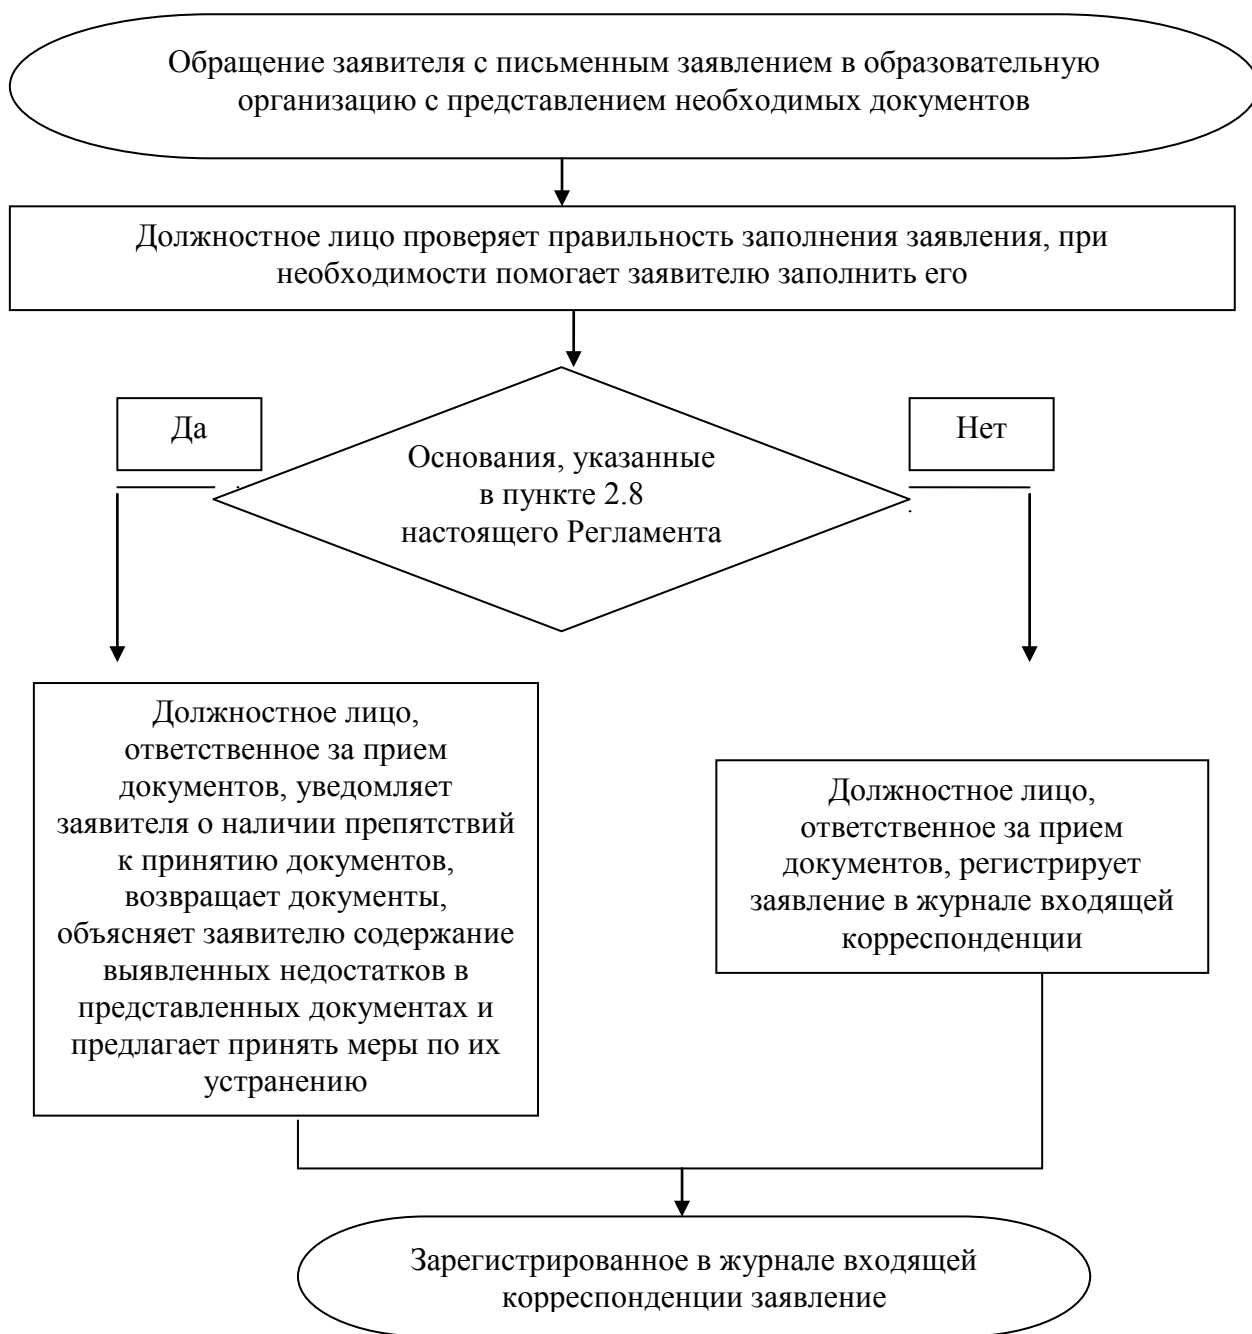 Обращение заявителя с письменным заявлением в образовательную
организацию с представлением необходимых документов
Должностное лицо проверяет правильность заполнения заявления, при
необходимости помогает заявителю заполнить его
Да
Нет
Основания, указанные
в пункте 2.8
настоящего Регламента
Должностное лицо,
ответственное за прием
документов, уведомляет
заявителя о наличии препятствий
к принятию документов,
возвращает документы,
объясняет заявителю содержание
выявленных недостатков в
представленных документах и
предлагает принять меры по их
устранению
Должностное лицо,
ответственное за прием
документов, регистрирует
заявление в журнале входящей
корреспонденции
Зарегистрированное в журнале входящей
корреспонденции заявление